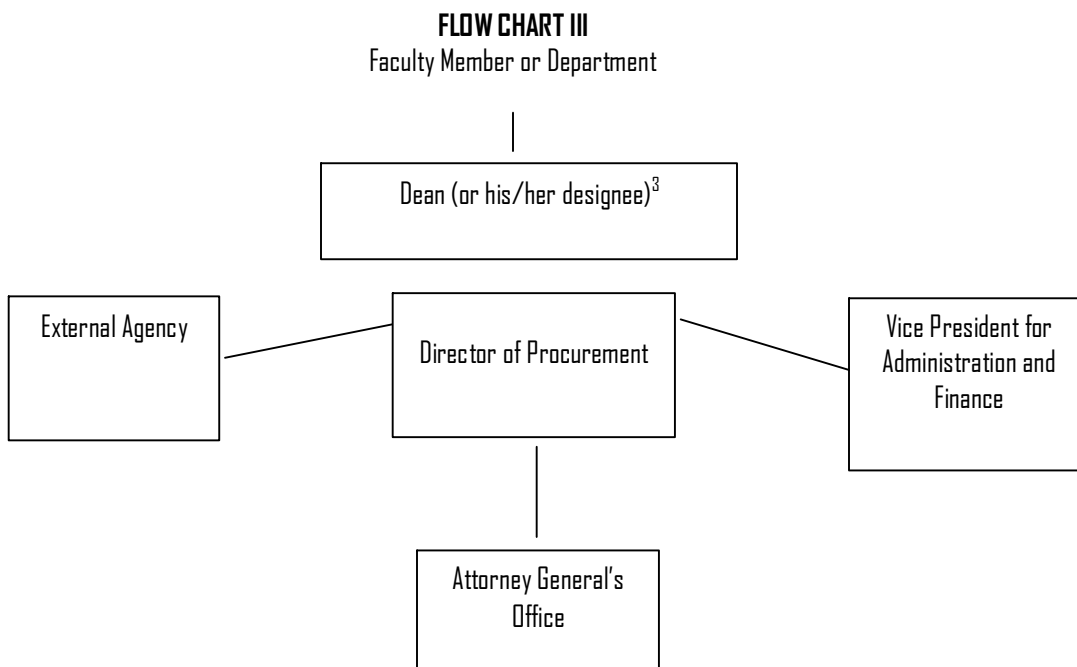 FLOW CHART III
Faculty Member or Department
Dean (or his/her designee)³
External Agency
Director of Procurement
Vice President for
Administration and
Finance
Attorney General's
Office